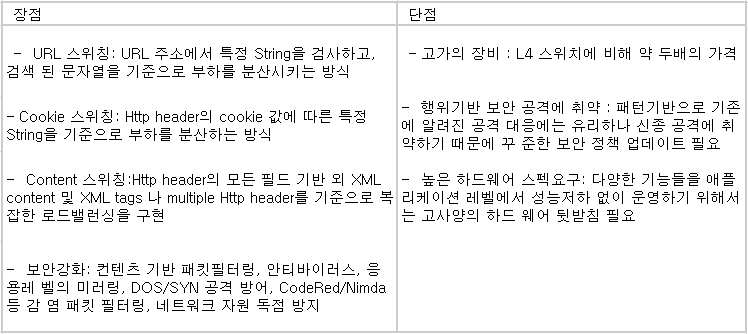 장점
- URL 스위칭: URL 주소에서 특정 String을 검사하고,
검색 된 문자열을 기준으로 부하를 분산시키는 방식
- Cookie 스위칭: Http header의 cookie 값에 따른 특정
String을 기준으로 부하를 분산하는 방식
- Content 스위칭:Http header의 모든 필드 기반 외 XML
content 및 XML tags 나 multiple Http header를 기준으로 복
잡한 로드밸런싱을 구현
- 보안강화: 컨텐츠 기반 패킷필터링, 안티바이러스, 응
용레 벨의 미러링, DOS/SYN 공격 방어, CodeRed/Nimda
등 감 염 패킷 필터링, 네트워크 자원 독점 방지
단점
- 고가의 장비 : L4 스위치에 비해 약 두배의 가격
- 행위기반 보안 공격에 취약 : 패턴기반으로 기존
에 알려진 공격 대응에는 유리하나 신종 공격에 취
약하기 때문에 꾸 준한 보안 정책 업데이트 필요
- 높은 하드웨어 스펙요구: 다양한 기능들을 애플
리케이션 레벨에서 성능저하 없이 운영하기 위해서
는 고사양의 하드 웨어 뒷받침 필요